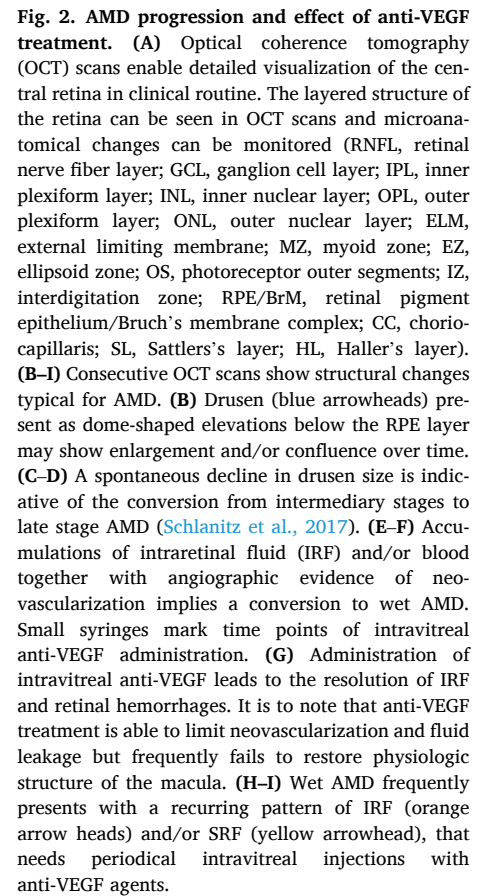 Fig. 2. AMD progression and effect of anti-VEGF
treatment. (A) Optical coherence tomography
(OCT) scans enable detailed visualization of the cen-
tral retina in clinical routine. The layered structure of
the retina can be seen in OCT scans and microana-
tomical changes can be monitored (RNFL, retinal
nerve fiber layer; GCL, ganglion cell layer; IPL, inner
plexiform layer; INL, inner nuclear layer; OPL, outer
plexiform layer; ONL, outer nuclear layer; ELM,
external limiting membrane; MZ, myoid zone; EZ,
ellipsoid zone; OS, photoreceptor outer segments; IZ,
interdigitation zone; RPE/BrM, retinal pigment
epithelium/Bruch's membrane complex; CC, chorio-
capillaris; SL, Sattlers's layer; HL, Haller's layer).
(B–I) Consecutive OCT scans show structural changes
typical for AMD. (B) Drusen (blue arrowheads) pre-
sent as dome-shaped elevations below the RPE layer
may show enlargement and/or confluence over time.
(C–D) A spontaneous decline in drusen size is indic-
ative of the conversion from intermediary stages to
late stage AMD (Schlanitz et al., 2017). (E–F) Accu-
mulations of intraretinal fluid (IRF) and/or blood
together with angiographic evidence of neo-
vascularization implies a conversion to wet AMD.
Small syringes mark time points of intravitreal
anti-VEGF administration. (G) Administration of
intravitreal anti-VEGF leads to the resolution of IRF
and retinal hemorrhages. It is to note that anti-VEGF
treatment is able to limit neovascularization and fluid
leakage but frequently fails to restore physiologic
structure of the macula. (H–I) Wet AMD frequently
presents with a recurring pattern of IRF (orange
arrow heads) and/or SRF (yellow arrowhead), that
needs periodical intravitreal injections with
anti-VEGF agents.